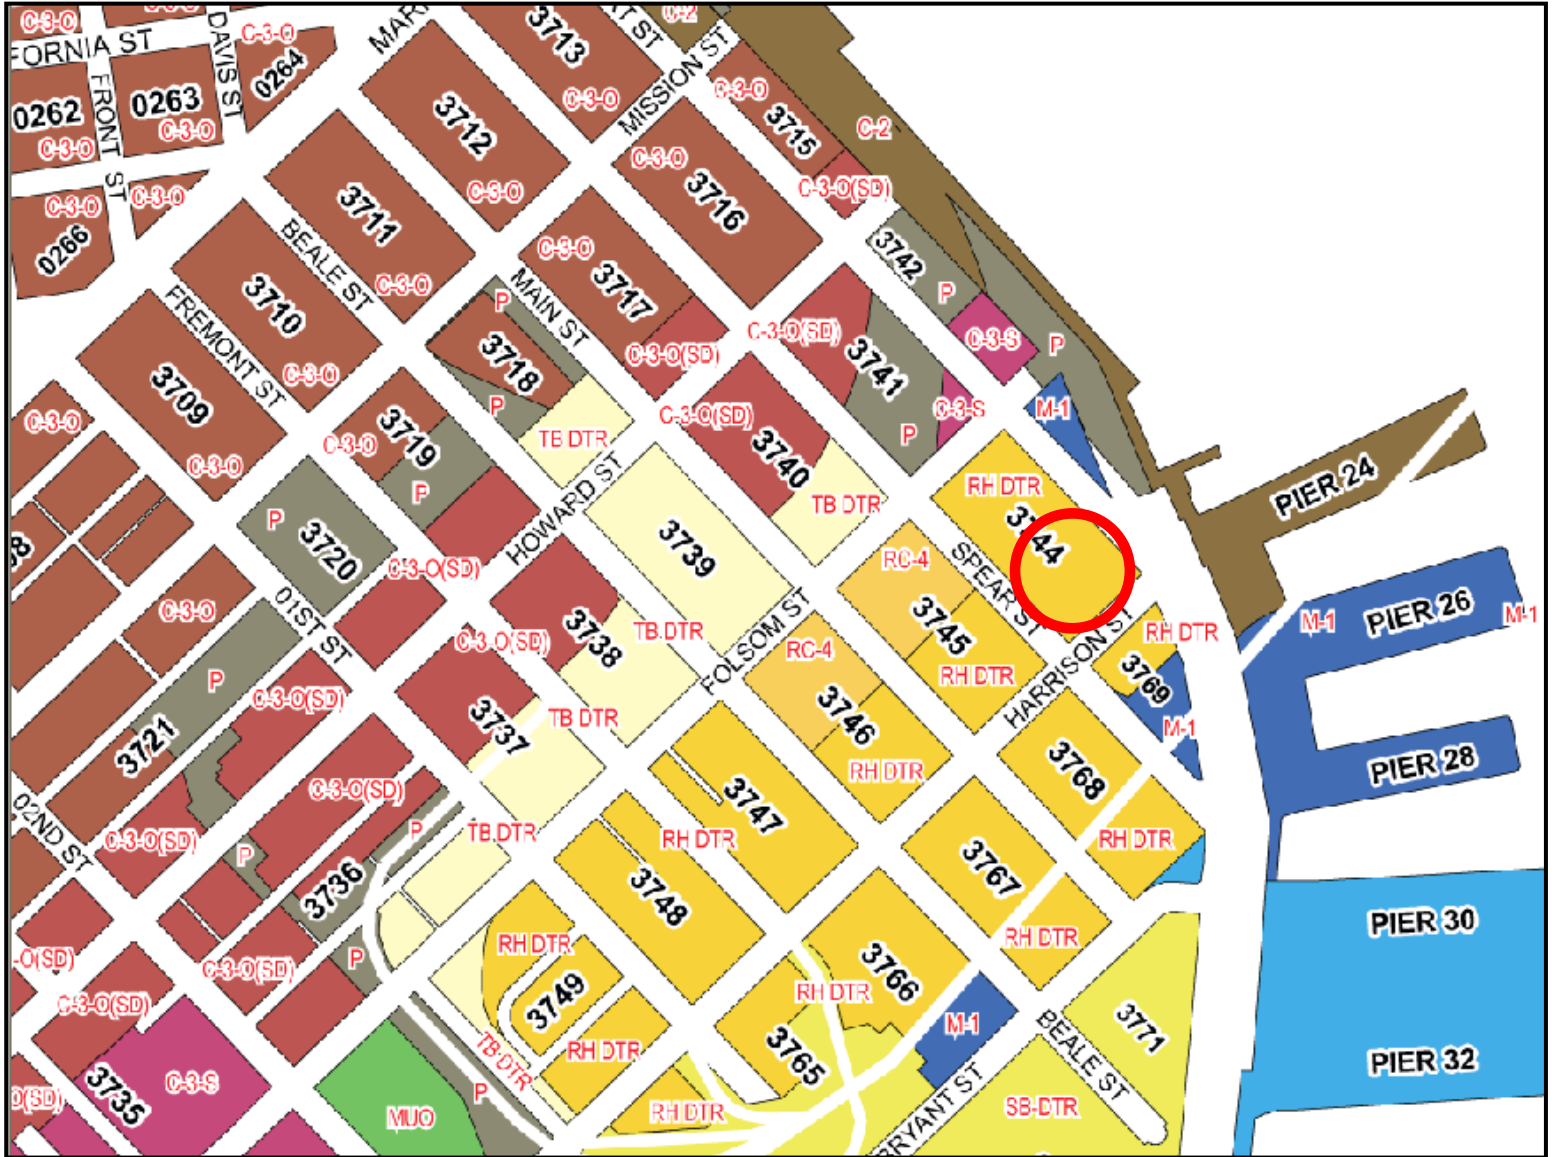 C-3-O
FORNIA ST
DAVIS ST
C-3-O
0264
FRONT ST
0262
C-3-O
0263
C-3-O
C-3-O
C-3-O
0266
3713
C-3-O
C-2
MISSION ST
3712
C-3-O
C-3-O
3715
C-2
C-3-O(SD)
C-3-O
3716
3711
C-3-O
BEALE ST
C-3-O
3717
C-3-O(SD)
MAIN ST
3742
P
C-3-S
P
FREMONT ST
3710
C-3-O
P
3718
P
TB DTR
C-3-O(SD)
3741
P
C-3-S
M-1
3709
C-3-O
C-3-O
C-3-O
3719
P
C-3-O(SD)
3740
TB DTR
HOWARD ST
RH DTR
3744
PIER 24
P
3720
C-3-O(SD)
3739
RC-4
SPEAR ST
3745
RH DTR
PIER 26
M-1
M-1
C-3-O
01ST ST
C-3-O(SD)
3738
TB DTR
FOLSOM ST
RC-4
HARRISON ST
RH DTR
3769
M-1
P
C-3-O(SD)
3721
3737
TB DTR
3746
RH DTR
3768
RH DTR
PIER 28
02ND ST
C-3-O(SD)
C-3-O(SD)
P
TB DTR
3747
RH DTR
P
3736
3748
3767
RH DTR
PIER 30
-O(SD)
C-3-O(SD)
P
RH DTR
3766
RH DTR
C-3-O(SD)
3749
RH DTR
TB DTR
3765
M-1
BEALE ST
3771
PIER 32
O(SD)
3735
C-3-S
MUO
P
RH DTR
SB-DTR
RYANT ST